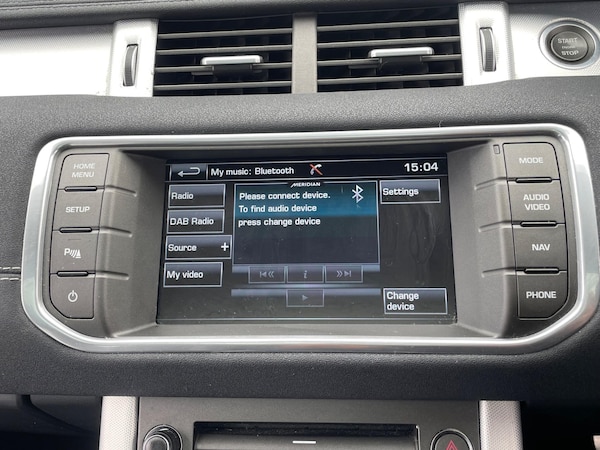 START
STOP
HOME
MENU
SETUP
P
MODE
AUDIO
VIDEO
NAV
PHONE
My music: Bluetooth
15:04
MERIDIAN
Radio
DAB Radio
Source +
My video
Please connect device.
To find audio device
press change device
Settings
i
Change
device